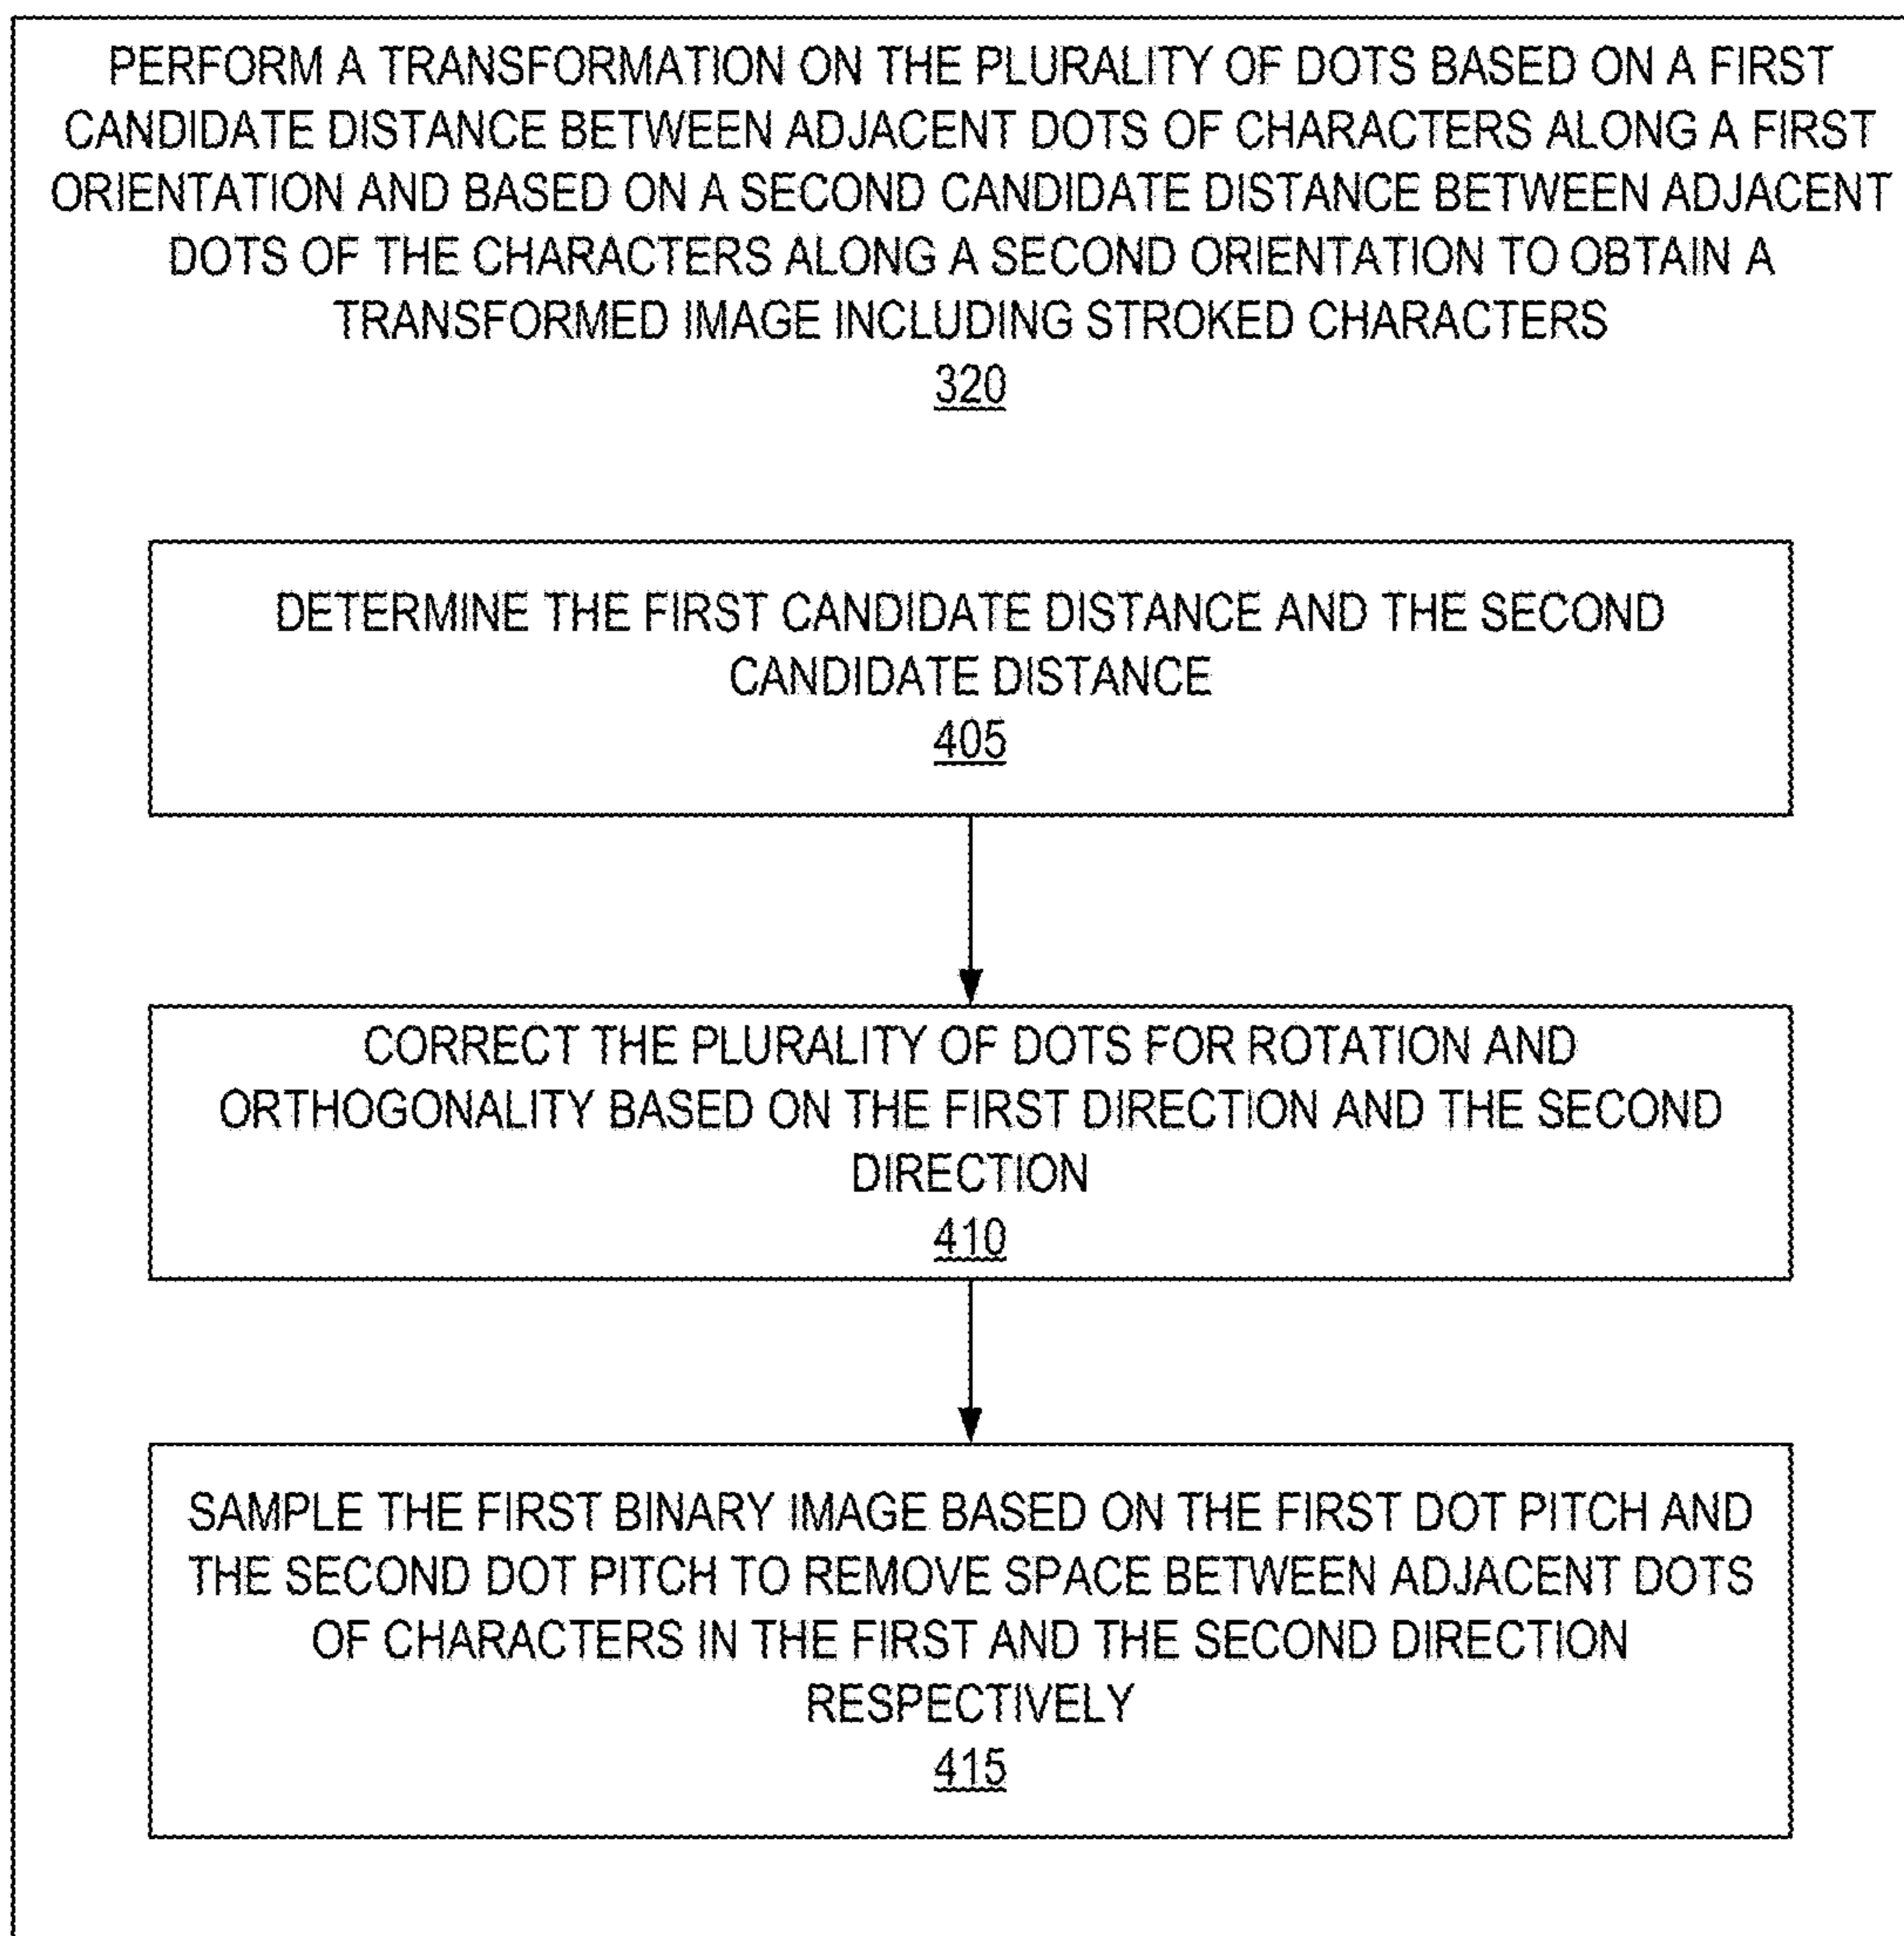 PERFORM A TRANSFORMATION ON THE PLURALITY OF DOTS BASED ON A FIRST
CANDIDATE DISTANCE BETWEEN ADJACENT DOTS OF CHARACTERS ALONG A FIRST
ORIENTATION AND BASED ON A SECOND CANDIDATE DISTANCE BETWEEN ADJACENT
DOTS OF THE CHARACTERS ALONG A SECOND ORIENTATION TO OBTAIN A
TRANSFORMED IMAGE INCLUDING STROKED CHARACTERS
320
DETERMINE THE FIRST CANDIDATE DISTANCE AND THE SECOND
CANDIDATE DISTANCE
405
CORRECT THE PLURALITY OF DOTS FOR ROTATION AND
ORTHOGONALITY BASED ON THE FIRST DIRECTION AND THE SECOND
DIRECTION
410
SAMPLE THE FIRST BINARY IMAGE BASED ON THE FIRST DOT PITCH AND
THE SECOND DOT PITCH TO REMOVE SPACE BETWEEN ADJACENT DOTS
OF CHARACTERS IN THE FIRST AND THE SECOND DIRECTION
RESPECTIVELY
415